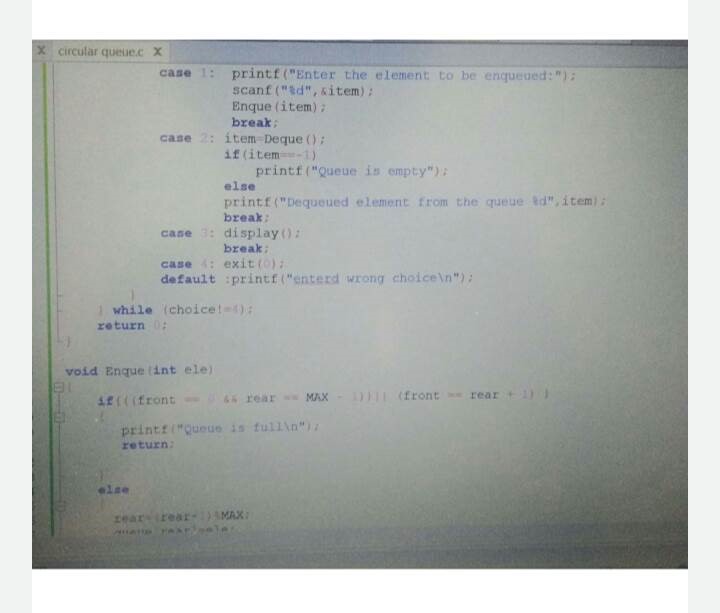 X circular queue.c X
case 1: printf("Enter the element to be enqueued:");
scanf("%d",&item);
Enque(item);
break;
case 2: item=Deque();
if(item==-1)
printf("Queue is empty");
else
printf("Dequeued element from the queue %d",item);
break;
case 3: display();
break;
case 4: exit(0);
default :printf("enterd wrong choice\n");
}
} while (choice!=4);
return 0;
}
void Enque(int ele)
{
if(((front == 0 && rear == MAX - 1))|| (front == rear + 1) )
{
printf("Queue is full\n");
return;
}
else
rear=(rear+1)%MAX;